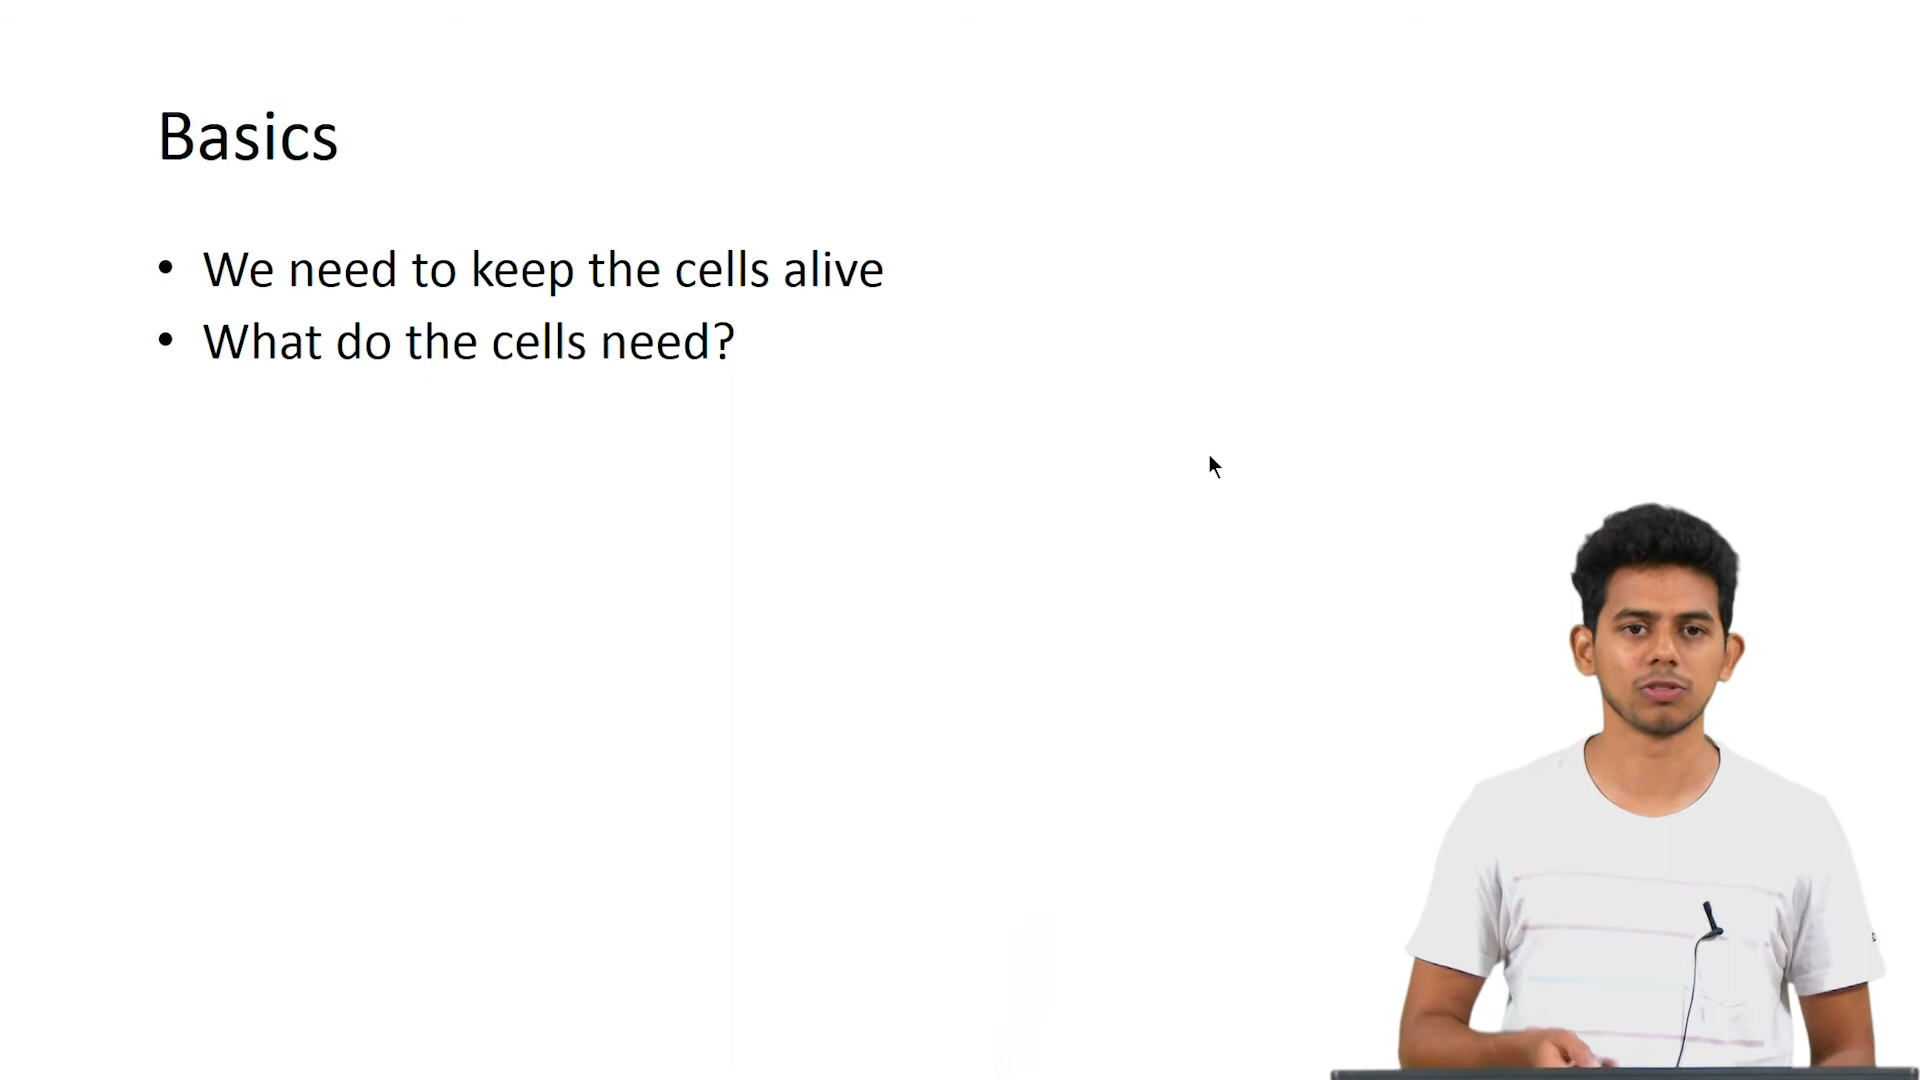 Basics
• We need to keep the cells alive
• What do the cells need?